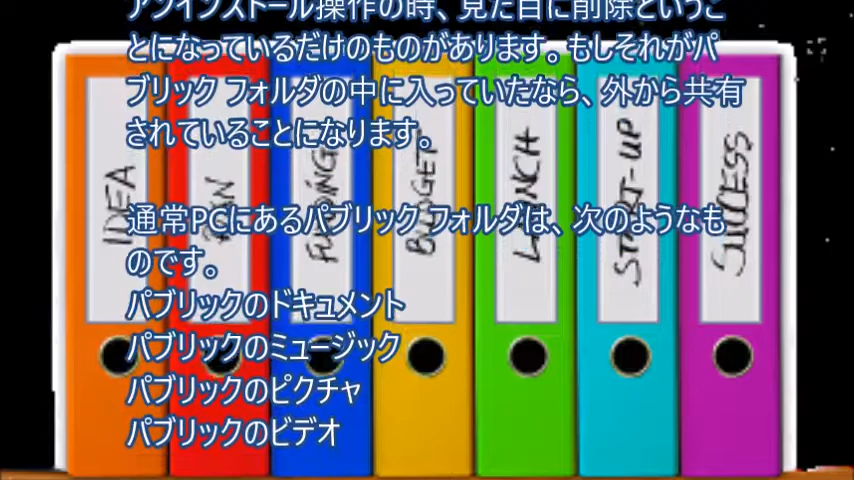 アンインストール操作の時、見た目に削除というこ
とになっているだけのものがあります。もしそれがパ
ブリック フォルダの中に入っていたなら、外から共有
されていることになります。
通常PCにあるパブリック フォルダは、次のようなも
のです。
パブリックのドキュメント
パブリックのミュージック
パブリックのピクチャ
パブリックのビデオ
IDEA
FUNDING
BUDGET
LAUNCH
START-UP
SUCCESS